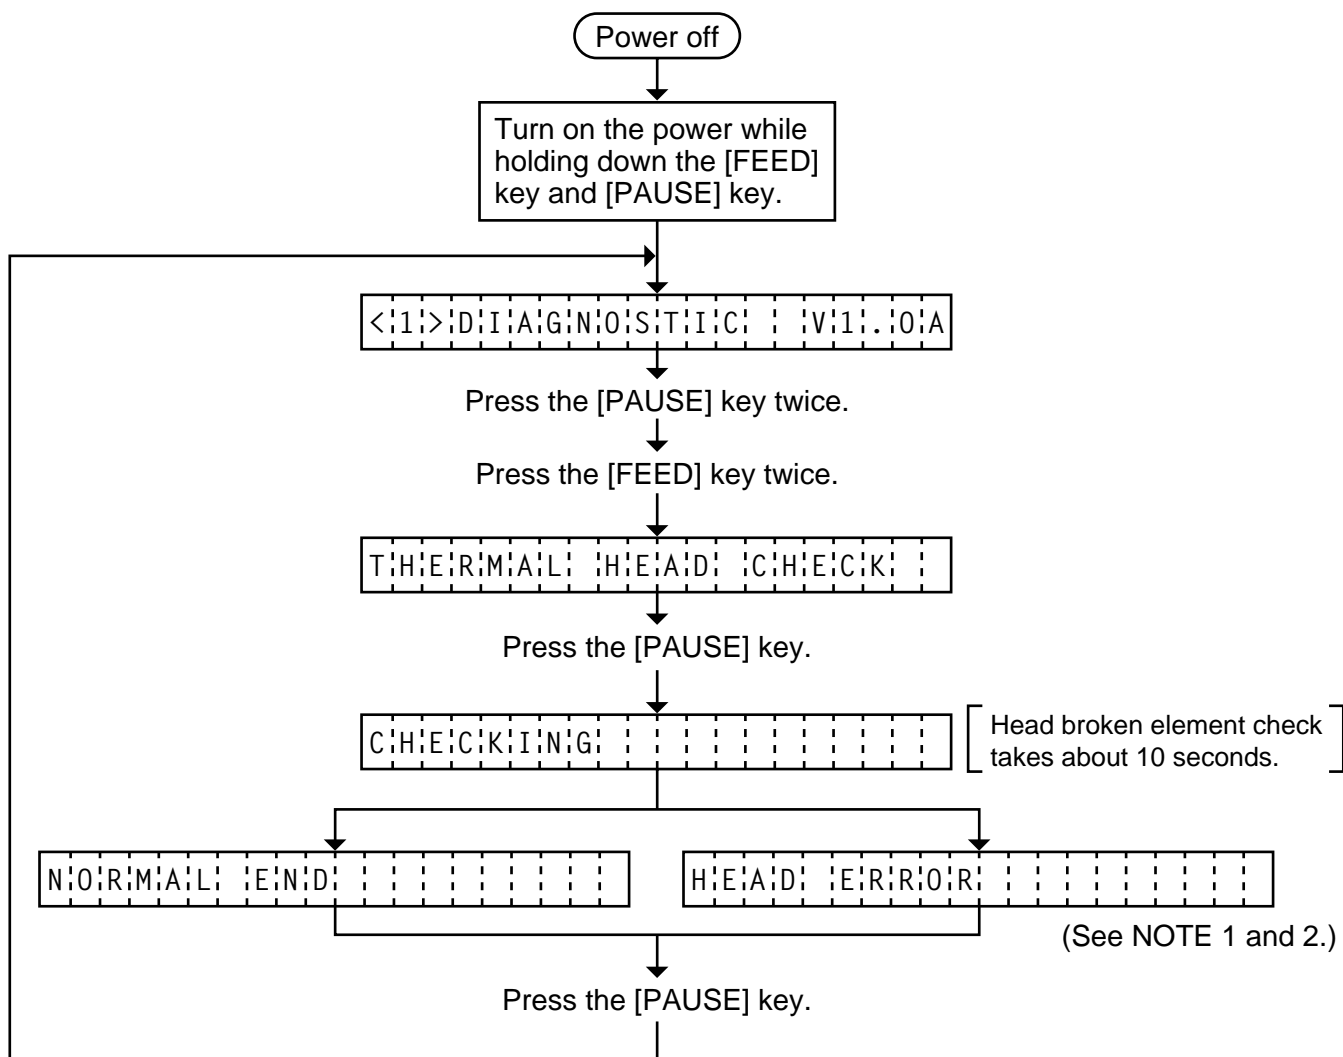 Power off
Turn on the power while
holding down the [FEED]
key and [PAUSE] key.
<1>DIAGNOSTIC  V1.0A
Press the [PAUSE] key twice.
Press the [FEED] key twice.
THERMAL HEAD CHECK
Press the [PAUSE] key.
CHECKING
Head broken element check
takes about 10 seconds.
NORMAL END
HEAD ERROR
(See NOTE 1 and 2.)
Press the [PAUSE] key.